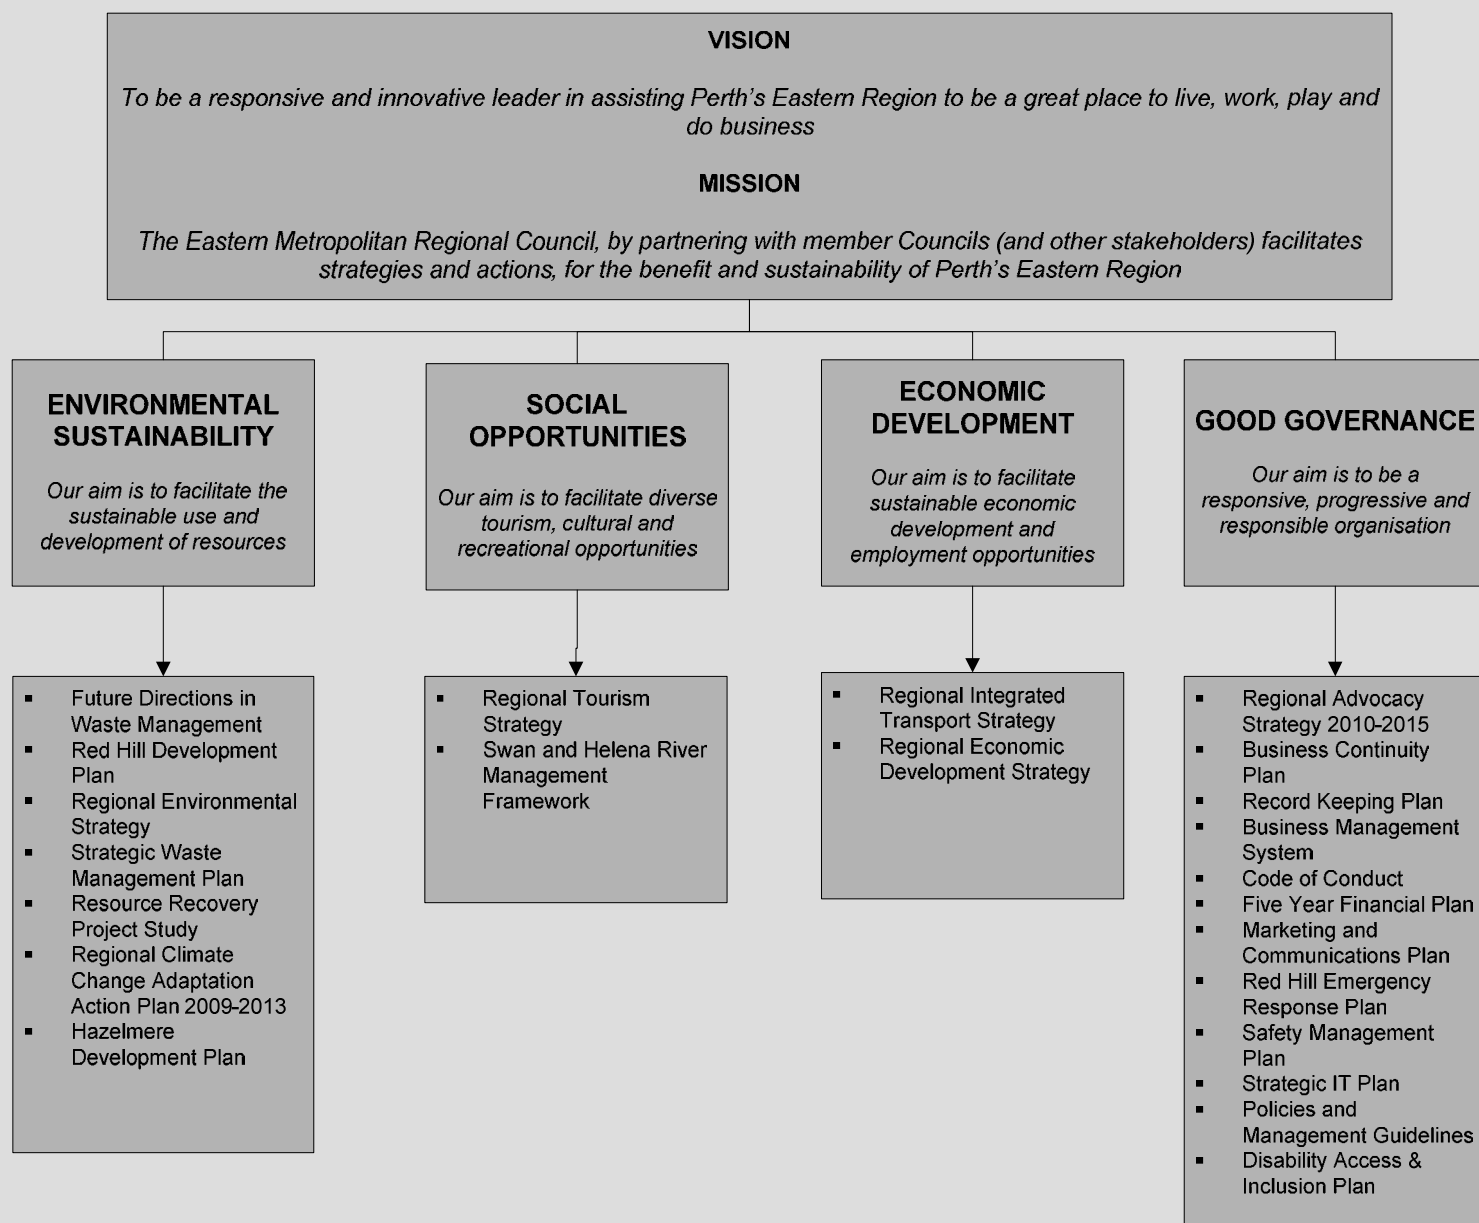 VISION
To be a responsive and innovative leader in assisting Perth's Eastern Region to be a great place to live, work, play and
do business
MISSION
The Eastern Metropolitan Regional Council, by partnering with member Councils (and other stakeholders) facilitates
strategies and actions, for the benefit and sustainability of Perth's Eastern Region
ENVIRONMENTAL
SUSTAINABILITY
Our aim is to facilitate the
sustainable use and
development of resources
▪ Future Directions in
Waste Management
▪ Red Hill Development
Plan
▪ Regional Environmental
Strategy
▪ Strategic Waste
Management Plan
▪ Resource Recovery
Project Study
▪ Regional Climate
Change Adaptation
Action Plan 2009-2013
▪ Hazelmere
Development Plan
SOCIAL
OPPORTUNITIES
Our aim is to facilitate diverse
tourism, cultural and
recreational opportunities
▪ Regional Tourism
Strategy
▪ Swan and Helena River
Management
Framework
ECONOMIC
DEVELOPMENT
Our aim is to facilitate
sustainable economic
development and
employment opportunities
▪ Regional Integrated
Transport Strategy
▪ Regional Economic
Development Strategy
GOOD GOVERNANCE
Our aim is to be a
responsive, progressive and
responsible organisation
▪ Regional Advocacy
Strategy 2010-2015
▪ Business Continuity
Plan
▪ Record Keeping Plan
▪ Business Management
System
▪ Code of Conduct
▪ Five Year Financial Plan
▪ Marketing and
Communications Plan
▪ Red Hill Emergency
Response Plan
▪ Safety Management
Plan
▪ Strategic IT Plan
▪ Policies and
Management Guidelines
▪ Disability Access &
Inclusion Plan